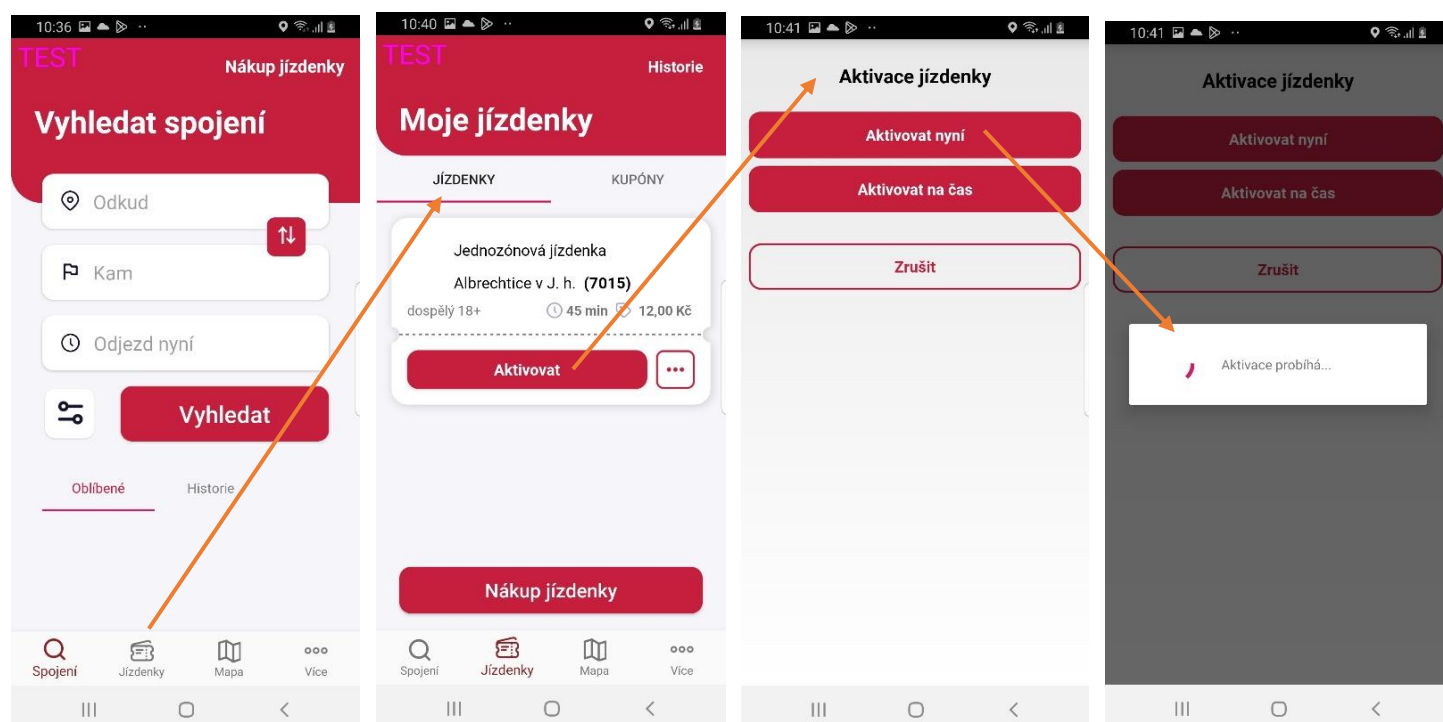 10:36
TEST
Nákup jízdenky
Vyhledat spojení
Odkud
Kam
Odjezd nyní
Vyhledat
Oblíbené Historie
Spojení Jízdenky Mapa Více
10:40
TEST
Historie
Moje jízdenky
JÍZDENKY KUPÓNY
Jednozónová jízdenka
Albrechtice v J. h. (7015)
dospělý 18+ 45 min 12,00 Kč
Aktivovat
Nákup jízdenky
Spojení Jízdenky Mapa Více
10:41
Aktivace jízdenky
Aktivovat nyní
Aktivovat na čas
Zrušit
10:41
Aktivace jízdenky
Aktivovat nyní
Aktivovat na čas
Zrušit
Aktivace probíhá...